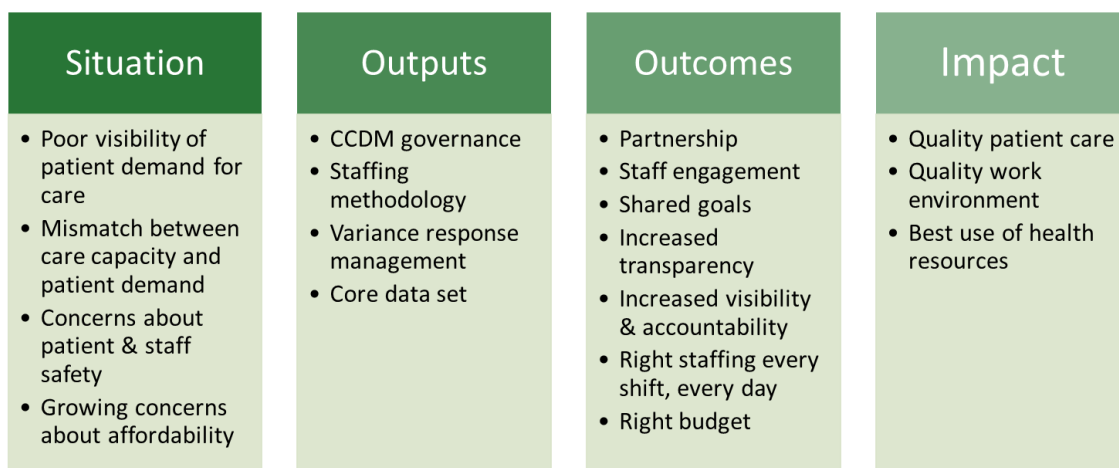 Situation
• Poor visibility of
patient demand for
care
• Mismatch between
care capacity and
patient demand
• Concerns about
patient & staff
safety
• Growing concerns
about affordability
Outputs
• CCDM governance
• Staffing
methodology
• Variance response
management
• Core data set
Outcomes
• Partnership
• Staff engagement
• Shared goals
• Increased
transparency
• Increased visibility
& accountability
• Right staffing every
shift, every day
• Right budget
Impact
• Quality patient care
• Quality work
environment
• Best use of health
resources